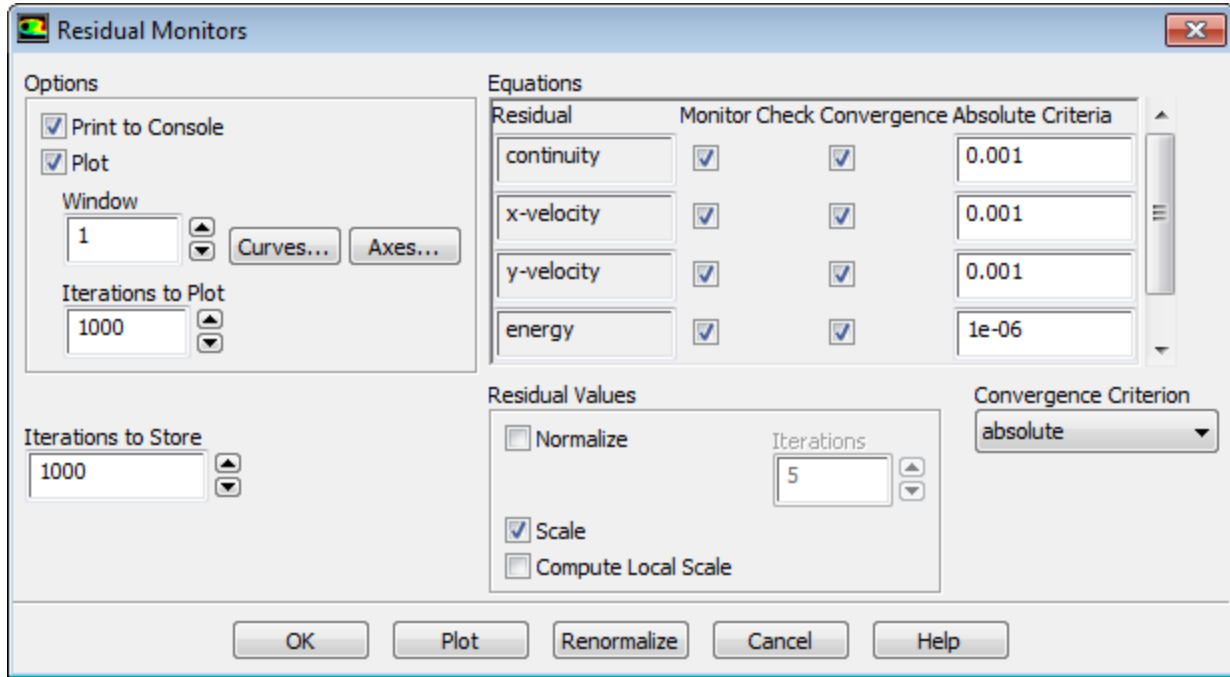 Residual Monitors
Options
Print to Console
Plot
Window
1
Curves...
Axes...
Iterations to Plot
1000
Iterations to Store
1000
Equations
Residual Monitor Check Convergence Absolute Criteria
continuity 0.001
x-velocity 0.001
y-velocity 0.001
energy 1e-06
Residual Values
Normalize
Iterations
5
Scale
Compute Local Scale
Convergence Criterion
absolute
OK Plot Renormalize Cancel Help